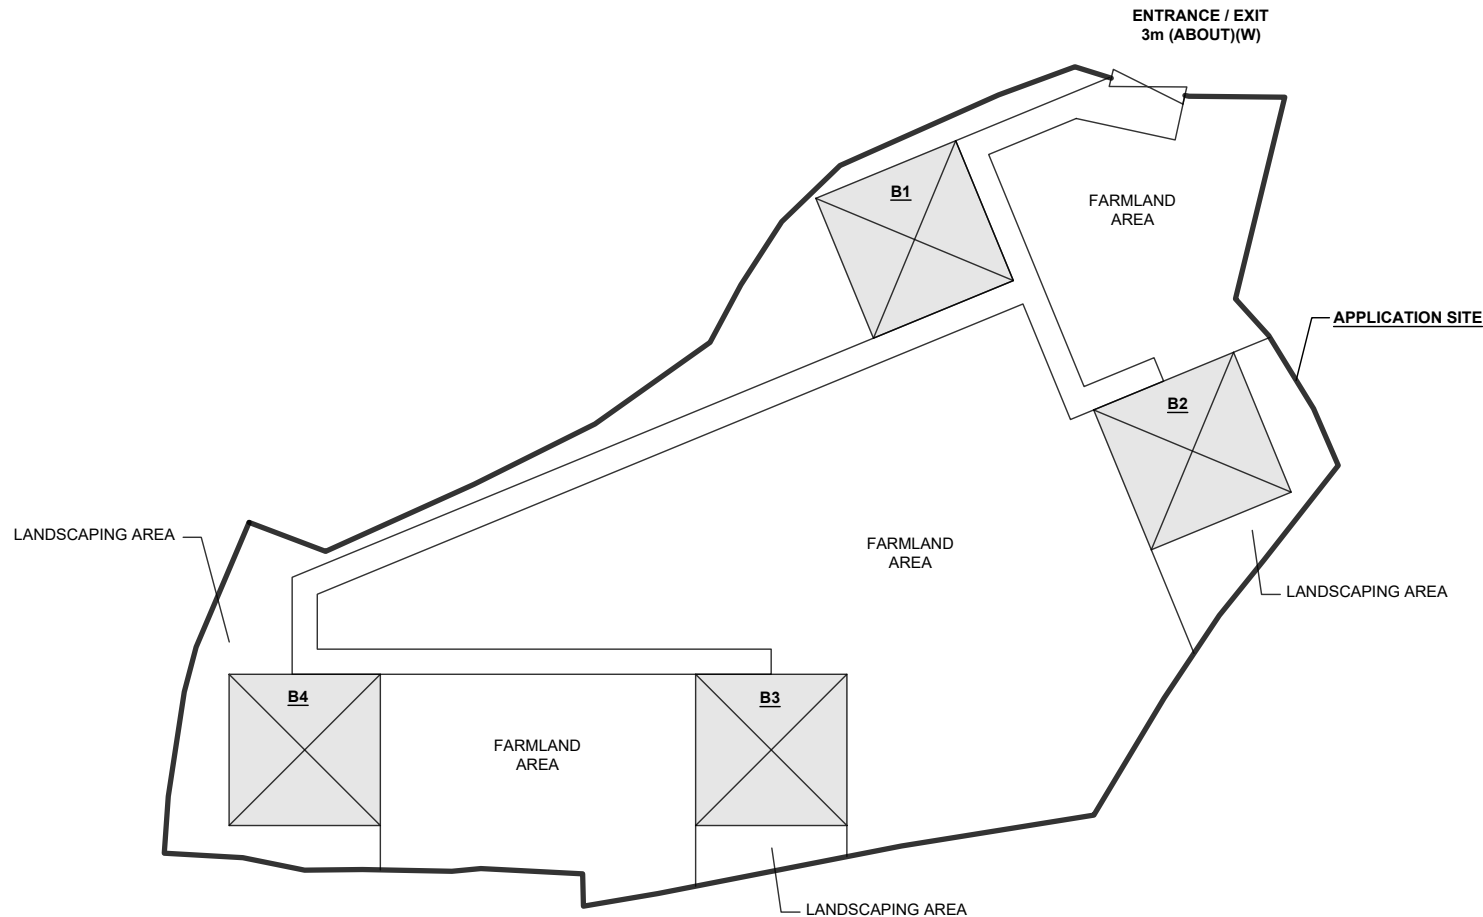 ENTRANCE / EXIT
3m (ABOUT)(W)
B1
FARMLAND
AREA
APPLICATION SITE
B2
LANDSCAPING AREA
FARMLAND
AREA
LANDSCAPING AREA
B4
B3
FARMLAND
AREA
LANDSCAPING AREA